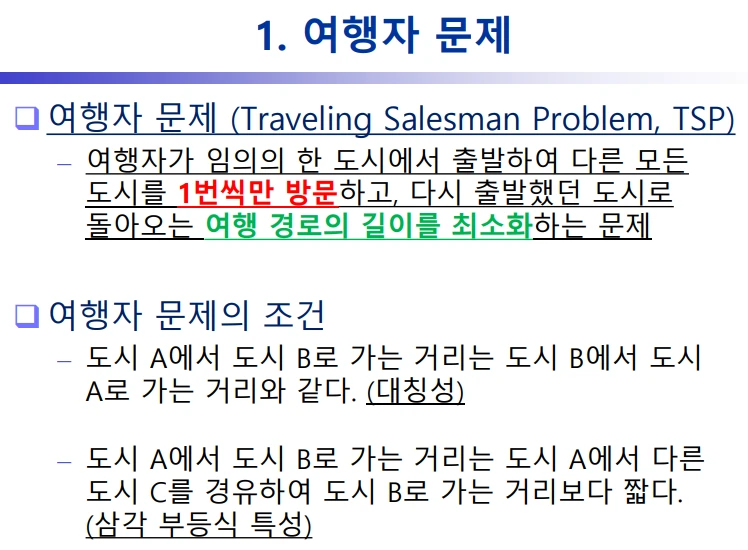 1. 여행자 문제
여행자 문제 (Traveling Salesman Problem, TSP)
– 여행자가 임의의 한 도시에서 출발하여 다른 모든
도시를 1번씩만 방문하고, 다시 출발했던 도시로
돌아오는 여행 경로의 길이를 최소화하는 문제
여행자 문제의 조건
– 도시 A에서 도시 B로 가는 거리는 도시 B에서 도시
A로 가는 거리와 같다. (대칭성)
– 도시 A에서 도시 B로 가는 거리는 도시 A에서 다른
도시 C를 경유하여 도시 B로 가는 거리보다 짧다.
(삼각 부등식 특성)